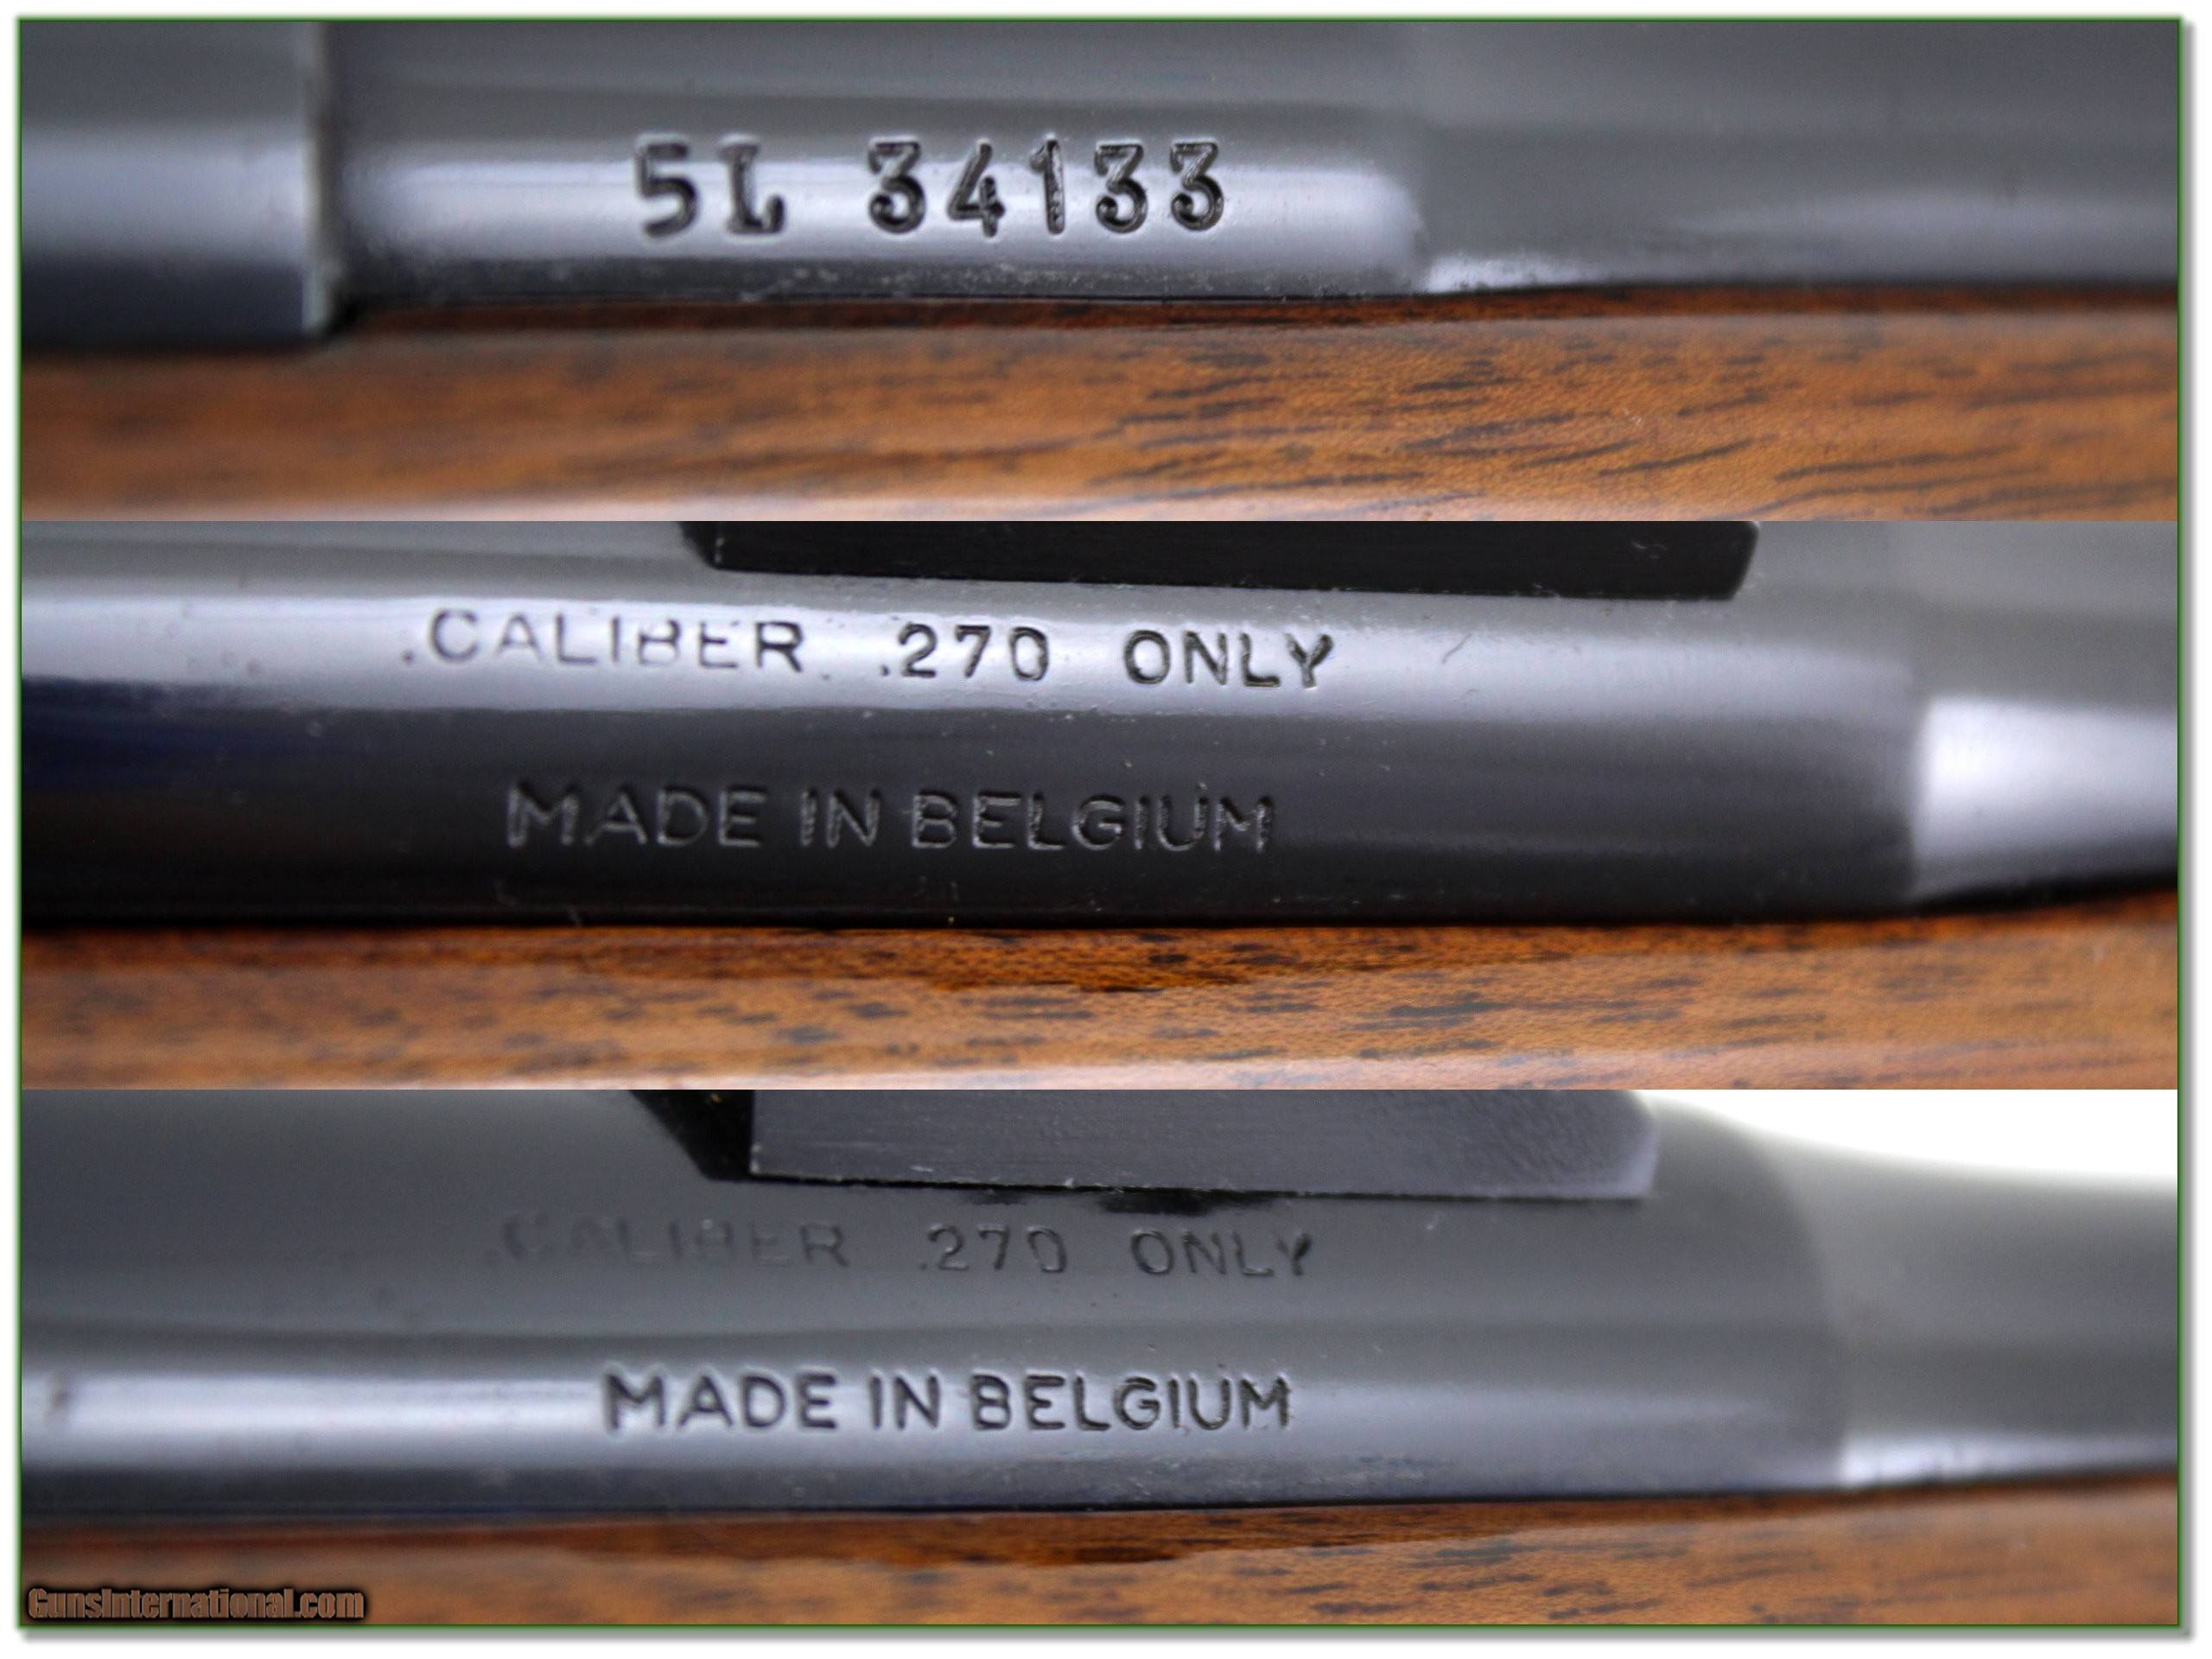 5L 34133
.CALIBER .270 ONLY
MADE IN BELGIUM
.CALIBER .270 ONLY
MADE IN BELGIUM
GunsInternational.com